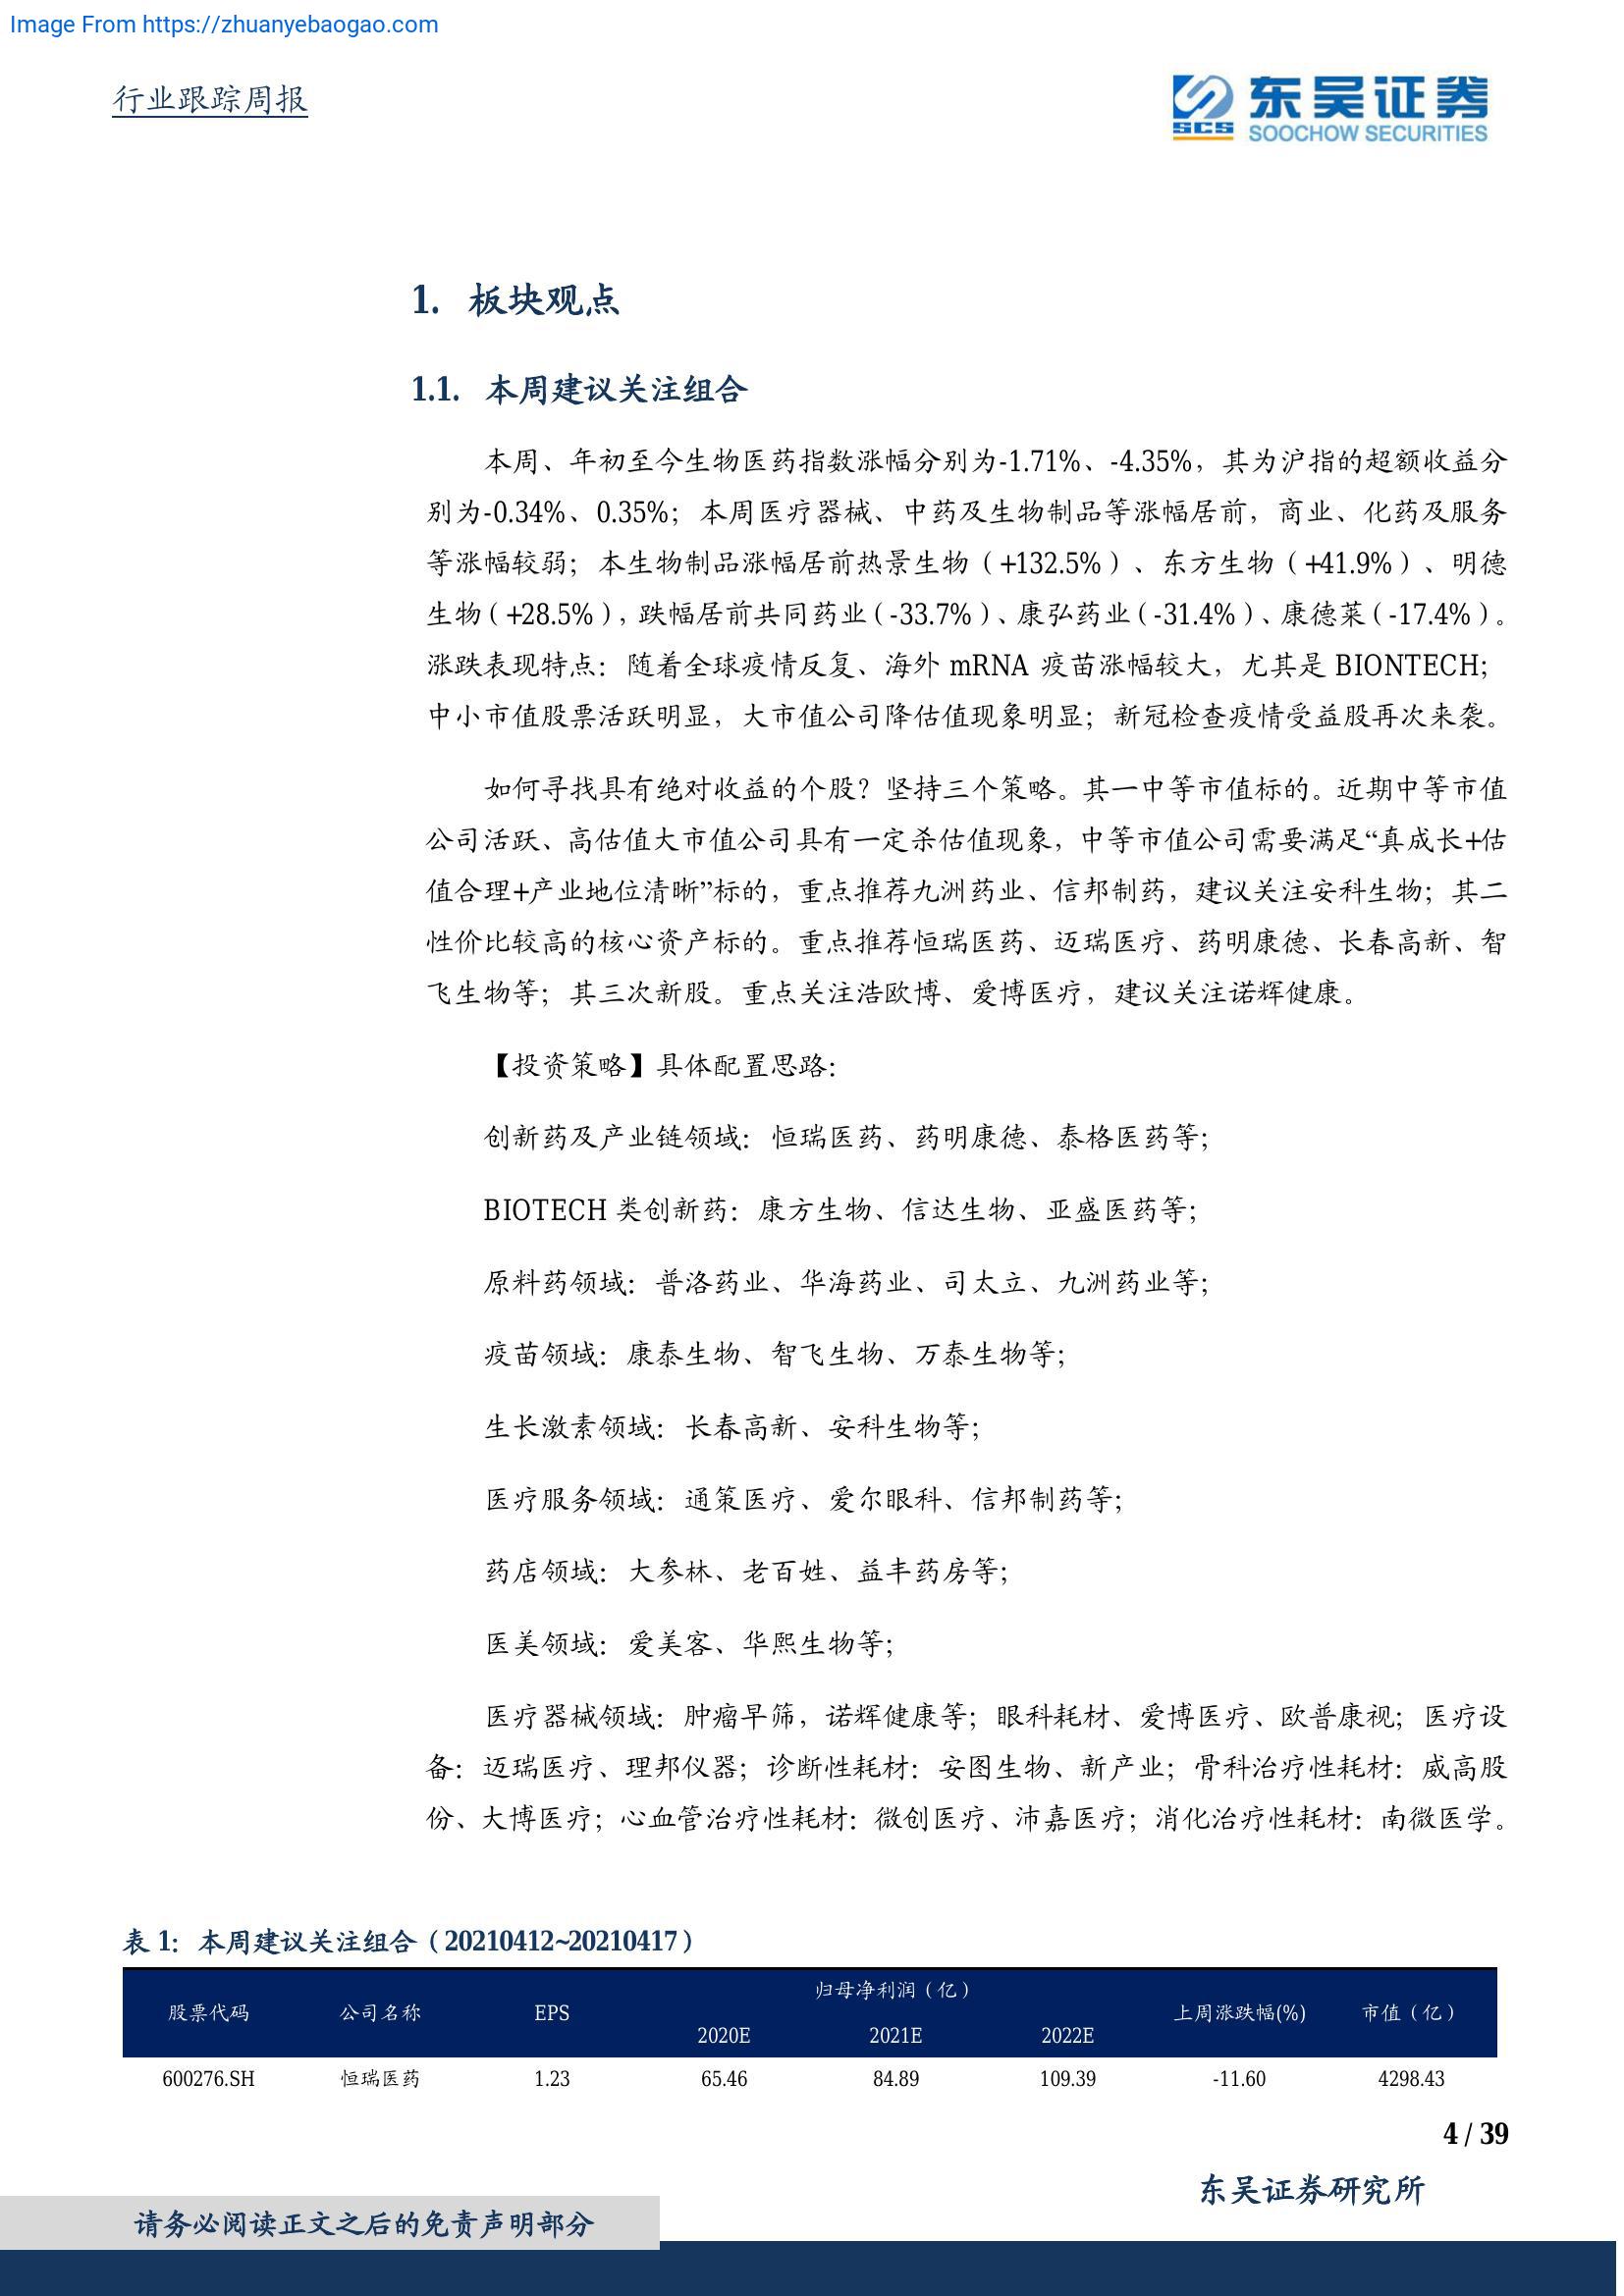 Image From https://zhuanyebaogao.com
行业跟踪周报
SCS 东吴证券
SOOCHOW SECURITIES
1. 板块观点
1.1. 本周建议关注组合
本周、年初至今生物医药指数涨幅分别为-1.71%、-4.35%，其为沪指的超额收益分
别为-0.34%、0.35%；本周医疗器械、中药及生物制品等涨幅居前，商业、化药及服务
等涨幅较弱；本生物制品涨幅居前热景生物（+132.5%）、东方生物（+41.9%）、明德
生物（+28.5%），跌幅居前共同药业（-33.7%）、康弘药业（-31.4%）、康德莱（-17.4%）。
涨跌表现特点：随着全球疫情反复、海外 mRNA 疫苗涨幅较大，尤其是 BIONTECH；
中小市值股票活跃明显，大市值公司降估值现象明显；新冠检查疫情受益股再次来袭。
如何寻找具有绝对收益的个股？坚持三个策略。其一中等市值标的。近期中等市值
公司活跃、高估值大市值公司具有一定杀估值现象，中等市值公司需要满足“真成长+估
值合理+产业地位清晰”标的，重点推荐九洲药业、信邦制药，建议关注安科生物；其二
性价比较高的核心资产标的。重点推荐恒瑞医药、迈瑞医疗、药明康德、长春高新、智
飞生物等；其三次新股。重点关注浩欧博、爱博医疗，建议关注诺辉健康。
【投资策略】具体配置思路：
创新药及产业链领域：恒瑞医药、药明康德、泰格医药等；
BIOTECH 类创新药：康方生物、信达生物、亚盛医药等；
原料药领域：普洛药业、华海药业、司太立、九洲药业等；
疫苗领域：康泰生物、智飞生物、万泰生物等；
生长激素领域：长春高新、安科生物等；
医疗服务领域：通策医疗、爱尔眼科、信邦制药等；
药店领域：大参林、老百姓、益丰药房等；
医美领域：爱美客、华熙生物等；
医疗器械领域：肿瘤早筛，诺辉健康等；眼科耗材、爱博医疗、欧普康视；医疗设
备：迈瑞医疗、理邦仪器；诊断性耗材：安图生物、新产业；骨科治疗性耗材：威高股
份、大博医疗；心血管治疗性耗材：微创医疗、沛嘉医疗；消化治疗性耗材：南微医学。
表 1：本周建议关注组合（20210412~20210417）
股票代码 公司名称 EPS 归母净利润（亿） 上周涨跌幅(%) 市值（亿）
2020E 2021E 2022E
600276.SH 恒瑞医药 1.23 65.46 84.89 109.39 -11.60 4298.43
4 / 39
东吴证券研究所
请务必阅读正文之后的免责声明部分